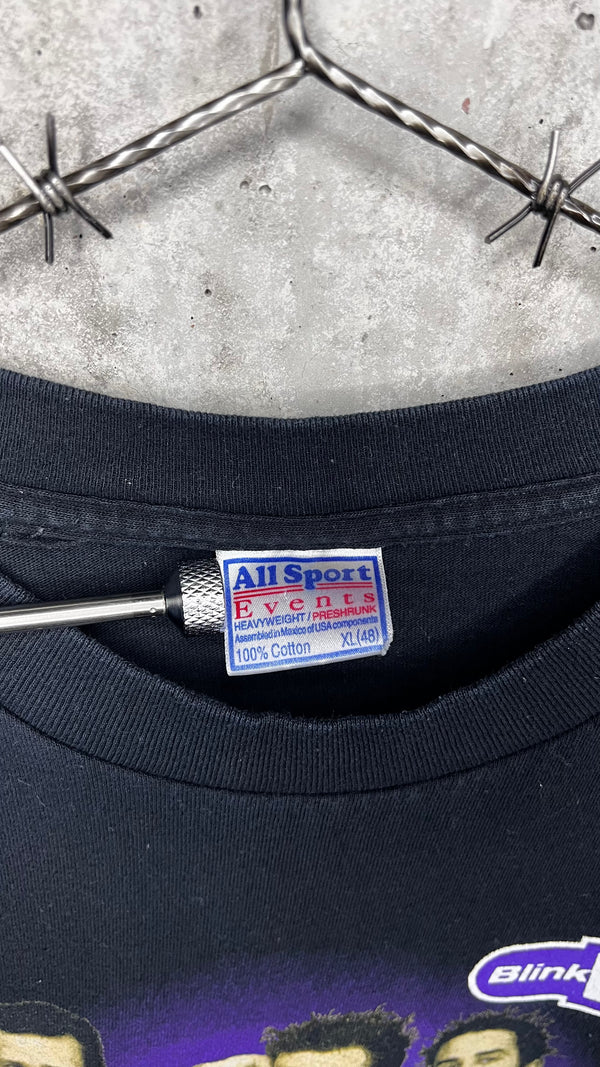 All Sport
Events
HEAVYWEIGHT / PRESHRUNK
Assembled in Mexico of USA components
100% Cotton XL (48)
Blink